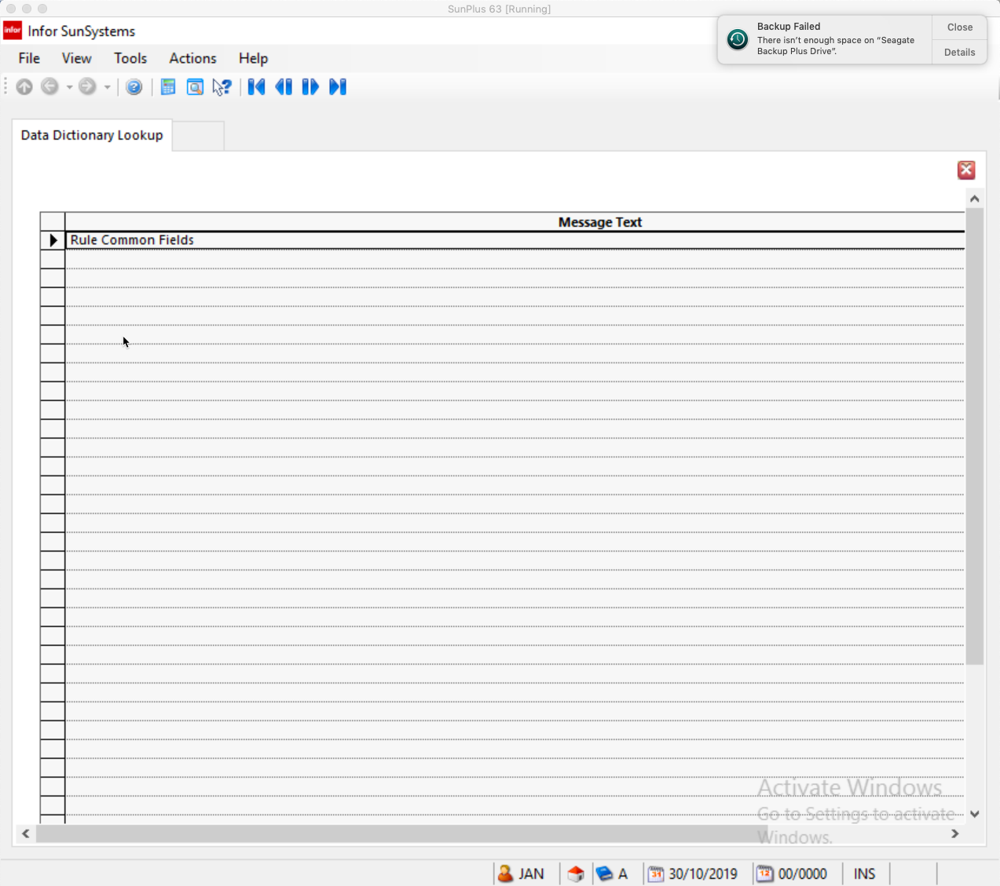 SunPlus 63 [Running]
infor Infor SunSystems
Backup Failed
There isn't enough space on "Seagate
Backup Plus Drive".
Close
Details
File View Tools Actions Help
Data Dictionary Lookup
Message Text
Rule Common Fields
Activate Windows
Go to Settings to activate
Windows.
JAN A 31 30/10/2019 12 00/0000 INS